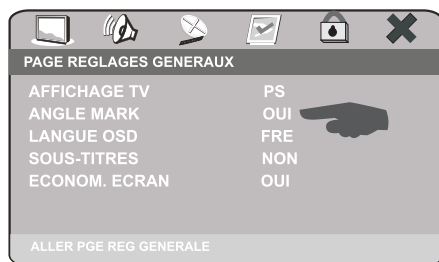 PAGE REGLAGES GENERAUX
AFFICHAGE TV PS
ANGLE MARK OUI
LANGUE OSD FRE
SOUS-TITRES NON
ECONOM. ECRAN OUI
ALLER PGE REG GENERALE